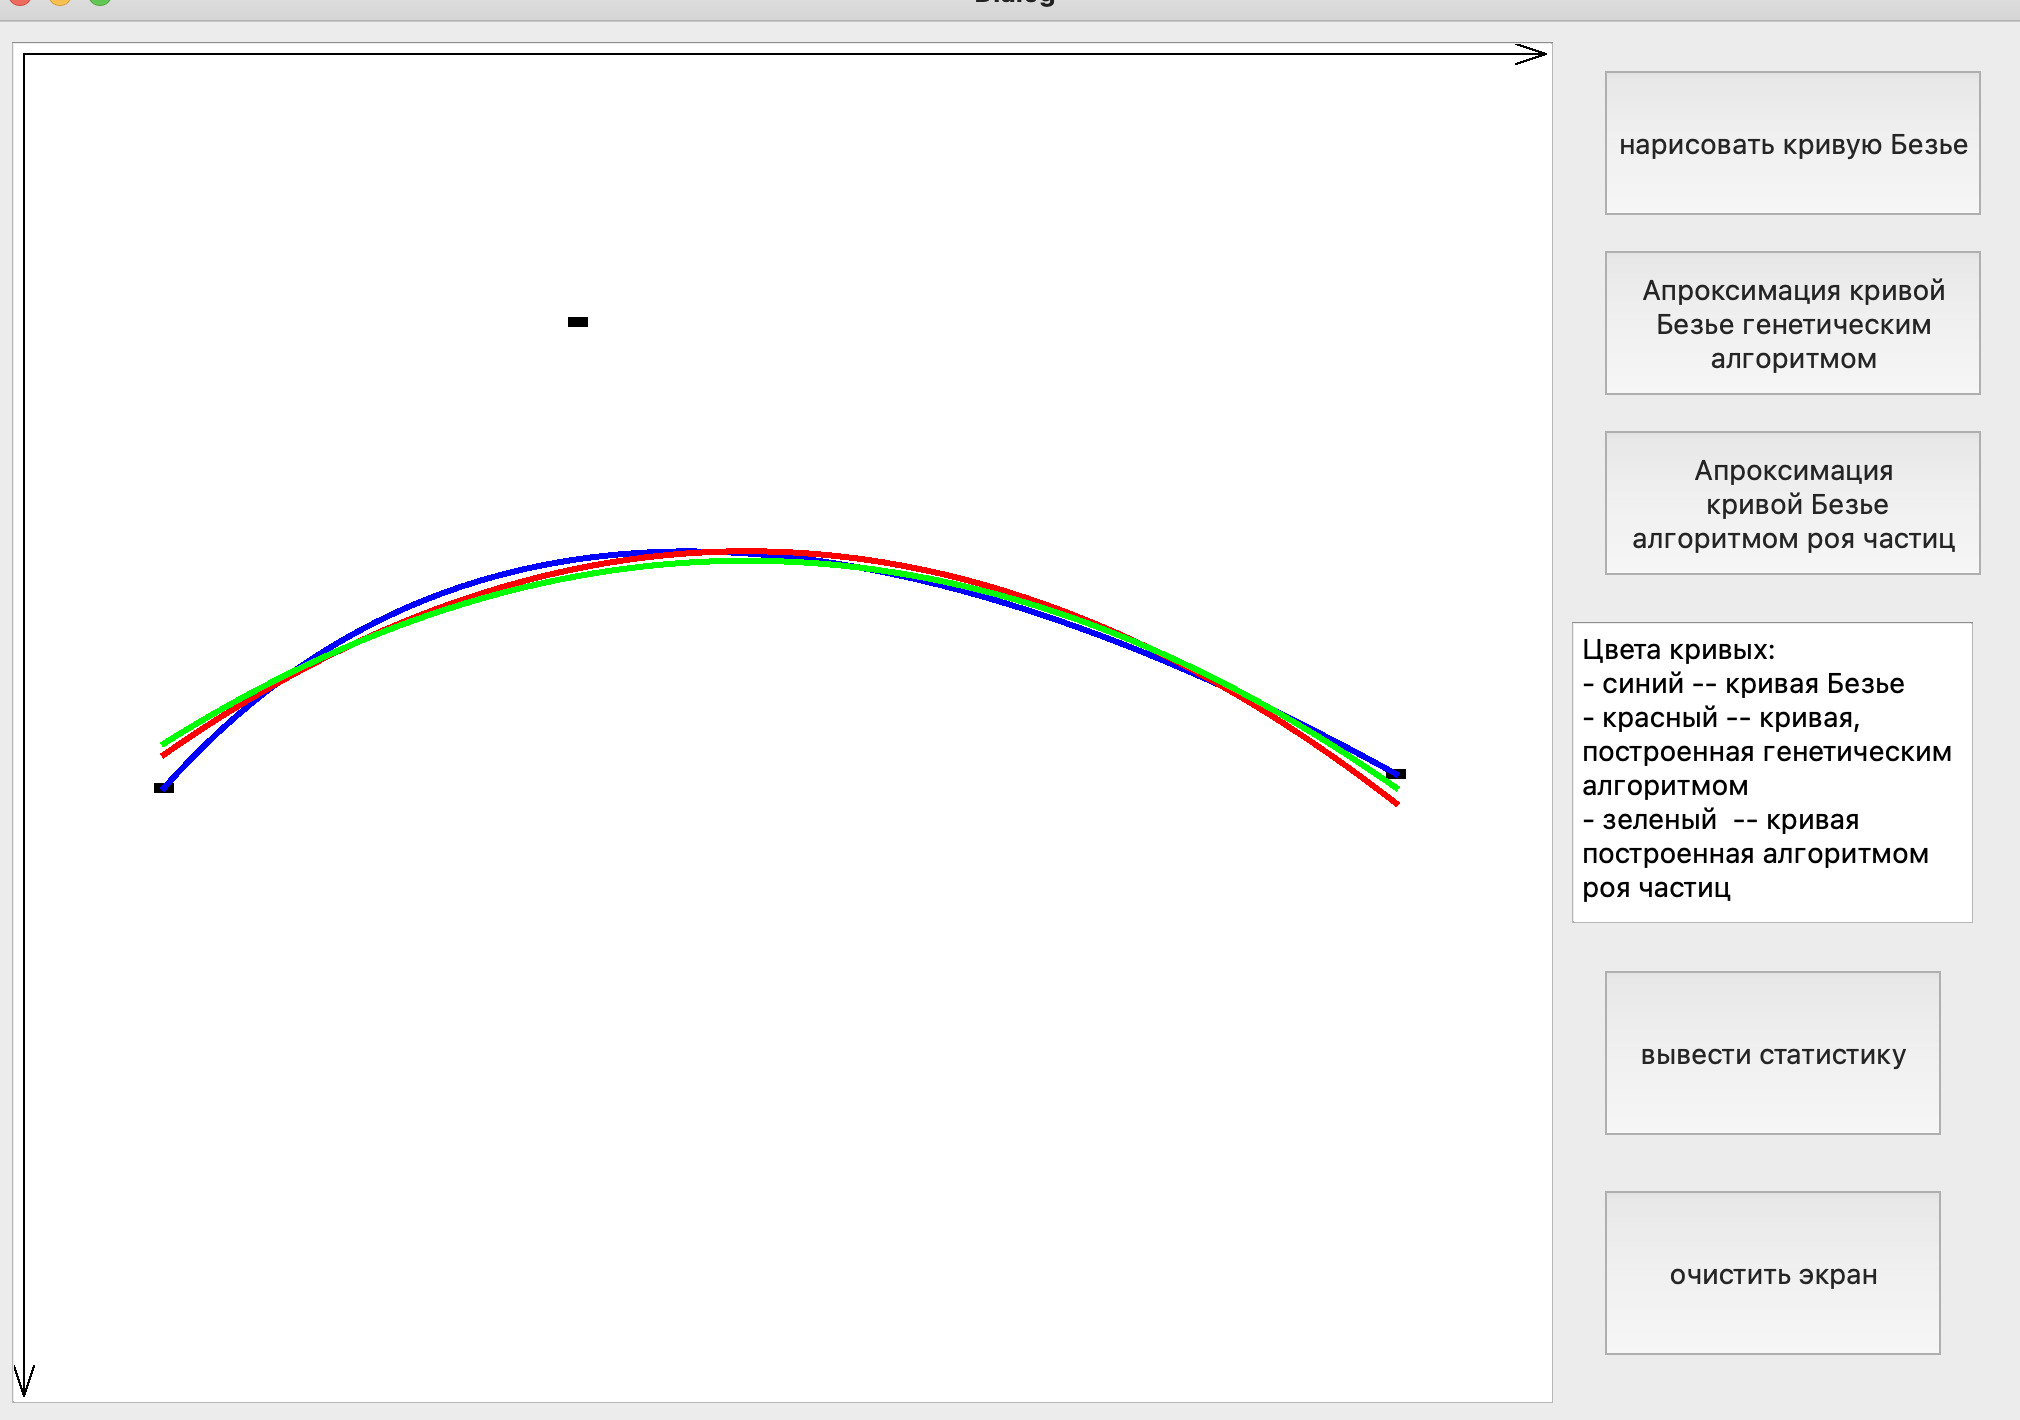 Dialog
нарисовать кривую Безье
Апроксимация кривой
Безье генетическим
алгоритмом
Апроксимация
кривой Безье
алгоритмом роя частиц
Цвета кривых:
- синий -- кривая Безье
- красный -- кривая,
построенная генетическим
алгоритмом
- зеленый  -- кривая
построенная алгоритмом
роя частиц
вывести статистику
очистить экран